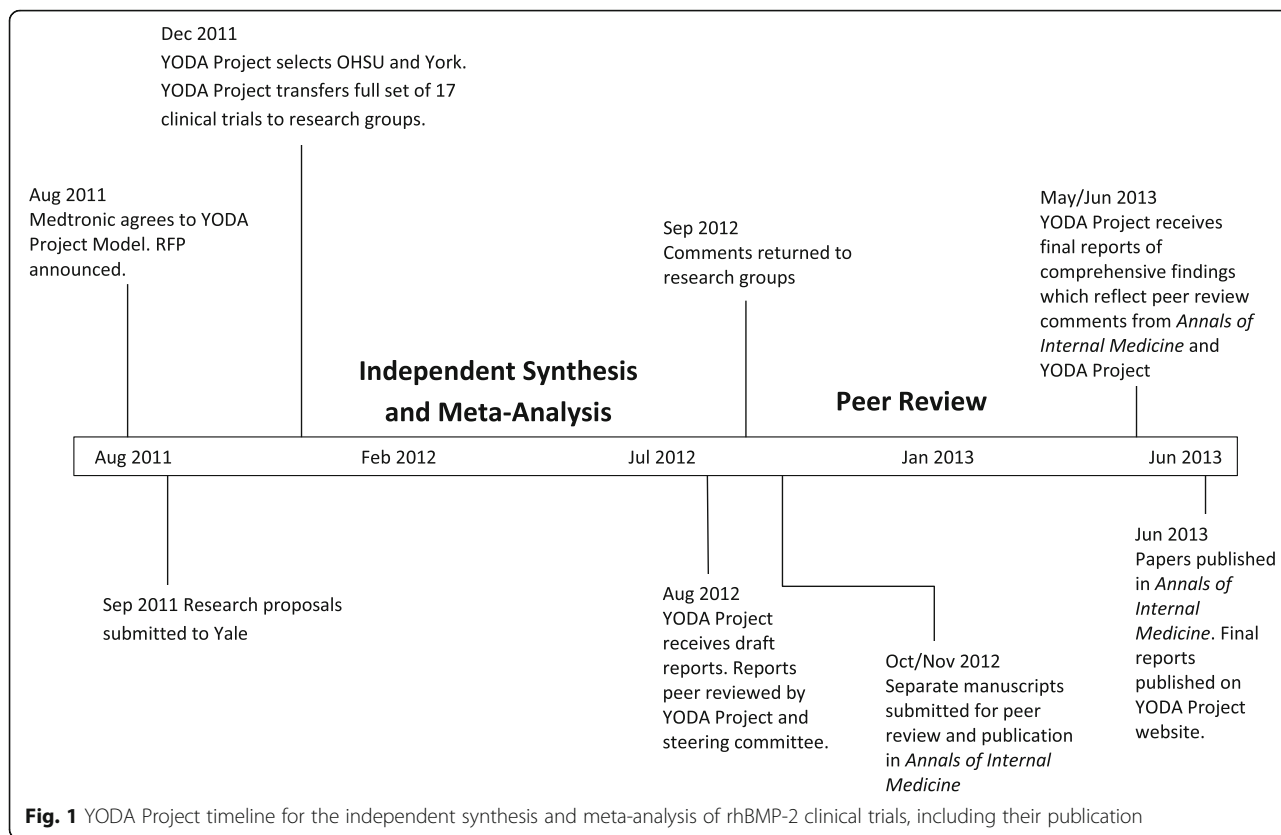 Dec 2011
YODA Project selects OHSU and York.
YODA Project transfers full set of 17
clinical trials to research groups.
Aug 2011
Medtronic agrees to YODA
Project Model. RFP
announced.
Sep 2012
Comments returned to
research groups
May/Jun 2013
YODA Project receives
final reports of
comprehensive findings
which reflect peer review
comments from Annals of
Internal Medicine and
YODA Project
Independent Synthesis
and Meta-Analysis
Peer Review
Aug 2011
Feb 2012
Jul 2012
Jan 2013
Jun 2013
Sep 2011 Research proposals
submitted to Yale
Aug 2012
YODA Project
receives draft
reports. Reports
peer reviewed by
YODA Project and
steering committee.
Oct/Nov 2012
Separate manuscripts
submitted for peer
review and publication
in Annals of Internal
Medicine
Jun 2013
Papers published
in Annals of
Internal
Medicine. Final
reports
published on
YODA Project
website.
Fig. 1 YODA Project timeline for the independent synthesis and meta-analysis of rhBMP-2 clinical trials, including their publication